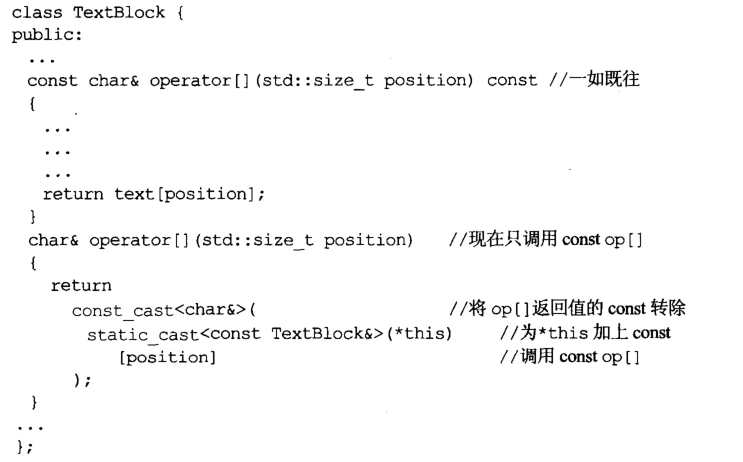 class TextBlock {
public:
...
const char& operator[](std::size_t position) const //一如既往
{
...
...
...
return text[position];
}
char& operator[](std::size_t position) //现在只调用 const op[]
{
return
const_cast<char&>( //将 op[]返回值的 const 转除
static_cast<const TextBlock&>(*this) //为*this 加上 const
[position] //调用 const op[]
);
}
...
};